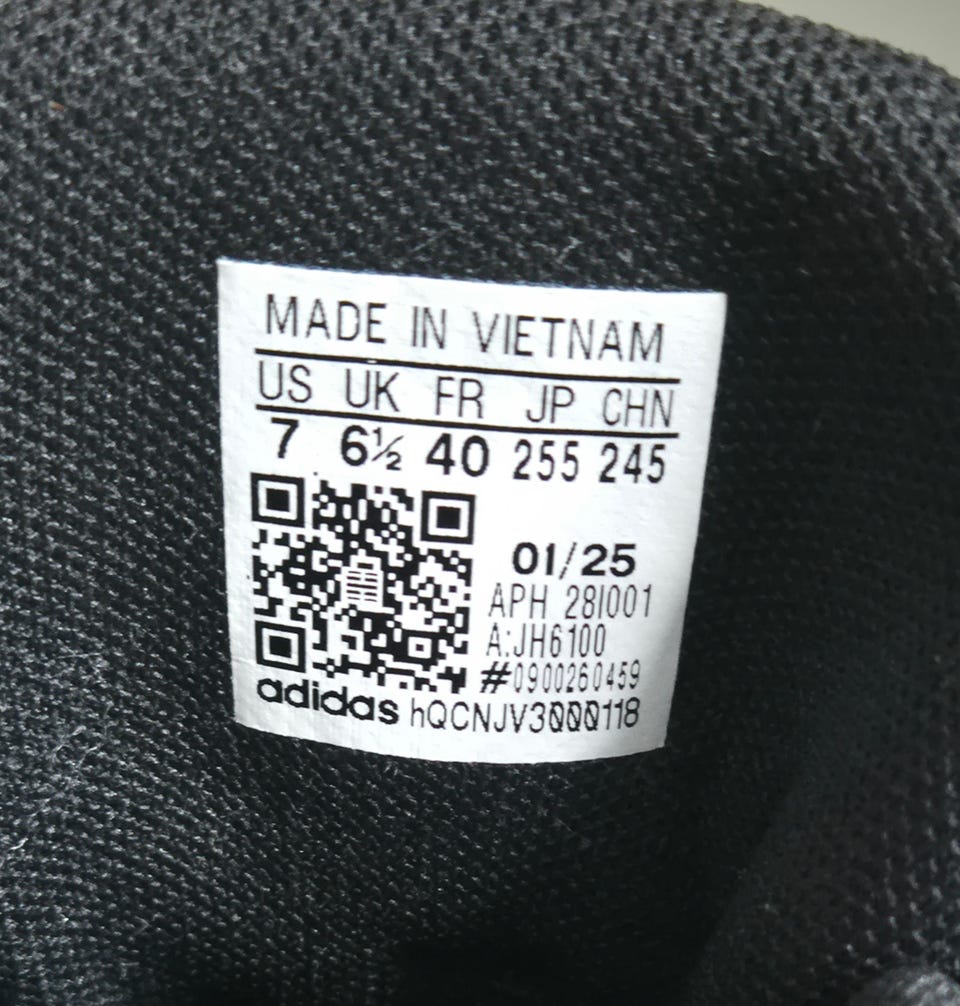 MADE IN VIETNAM
US UK FR JP CHN
7 6½ 40 255 245
01/25
APH 28I001
A:JH6100
#0900260459
adidas hQCNJV3000118